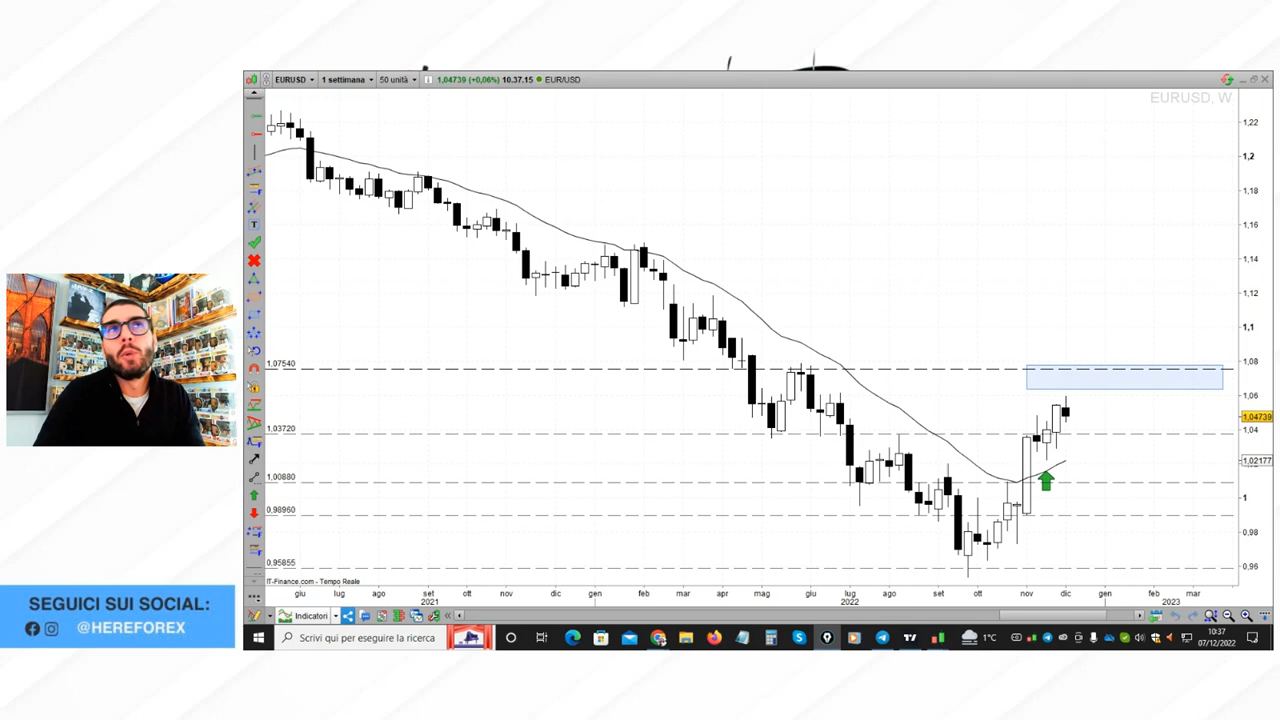 EURUSD 1 settimana 50 unità 1,04739 (+0,06%) 10.37.15 EUR/USD
EURUSD, W
1,22
1,2
1,18
1,16
1,14
1,12
1,1
1,08
1,06
1,04739
1,04
1,02177
1
0,98
0,96
1,07540
1,03720
1,00880
0,98960
0,95855
IT-Finance.com - Tempo Reale
giu lug ago set ott nov dic gen feb mar apr mag giu lug ago set ott nov dic gen feb mar
2021 2022 2023
Indicatori
Scrivi qui per eseguire la ricerca
1°C
10:37
07/12/2022
SEGUICI SUI SOCIAL:
@HEREFOREX